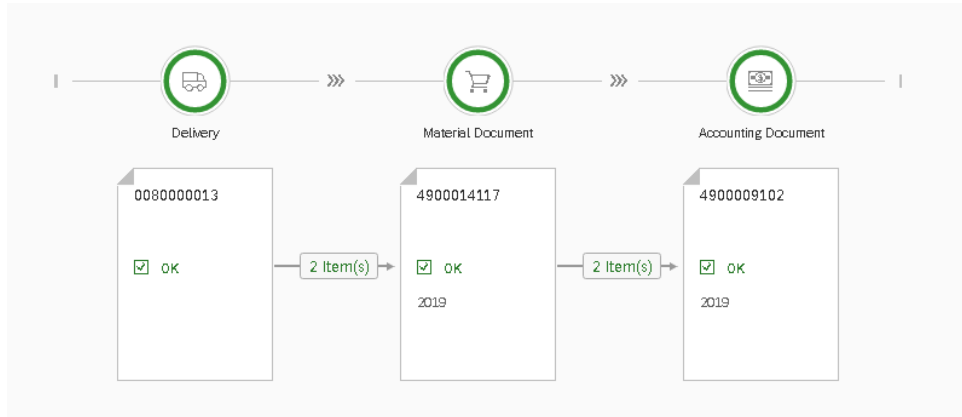 Delivery
Material Document
Accounting Document
0080000013
4900014117
4900009102
OK
2 Item(s)
OK
2 Item(s)
OK
2019
2019